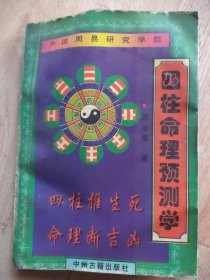 中国周易研究学院
四柱命理预测学
著
四柱推生死
命理断吉凶
中州古籍出版社